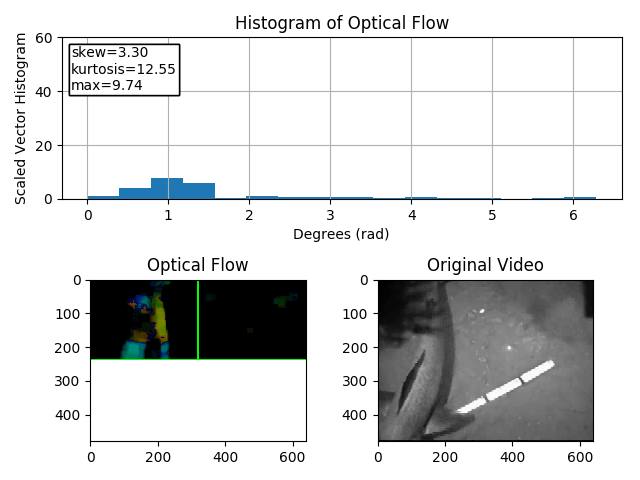 Histogram of Optical Flow
Scaled Vector Histogram
60
40
20
0
skew=3.30
kurtosis=12.55
max=9.74
0 1 2 3 4 5 6
Degrees (rad)
Optical Flow
0
100
200
300
400
0 200 400 600
Original Video
0
100
200
300
400
0 200 400 600